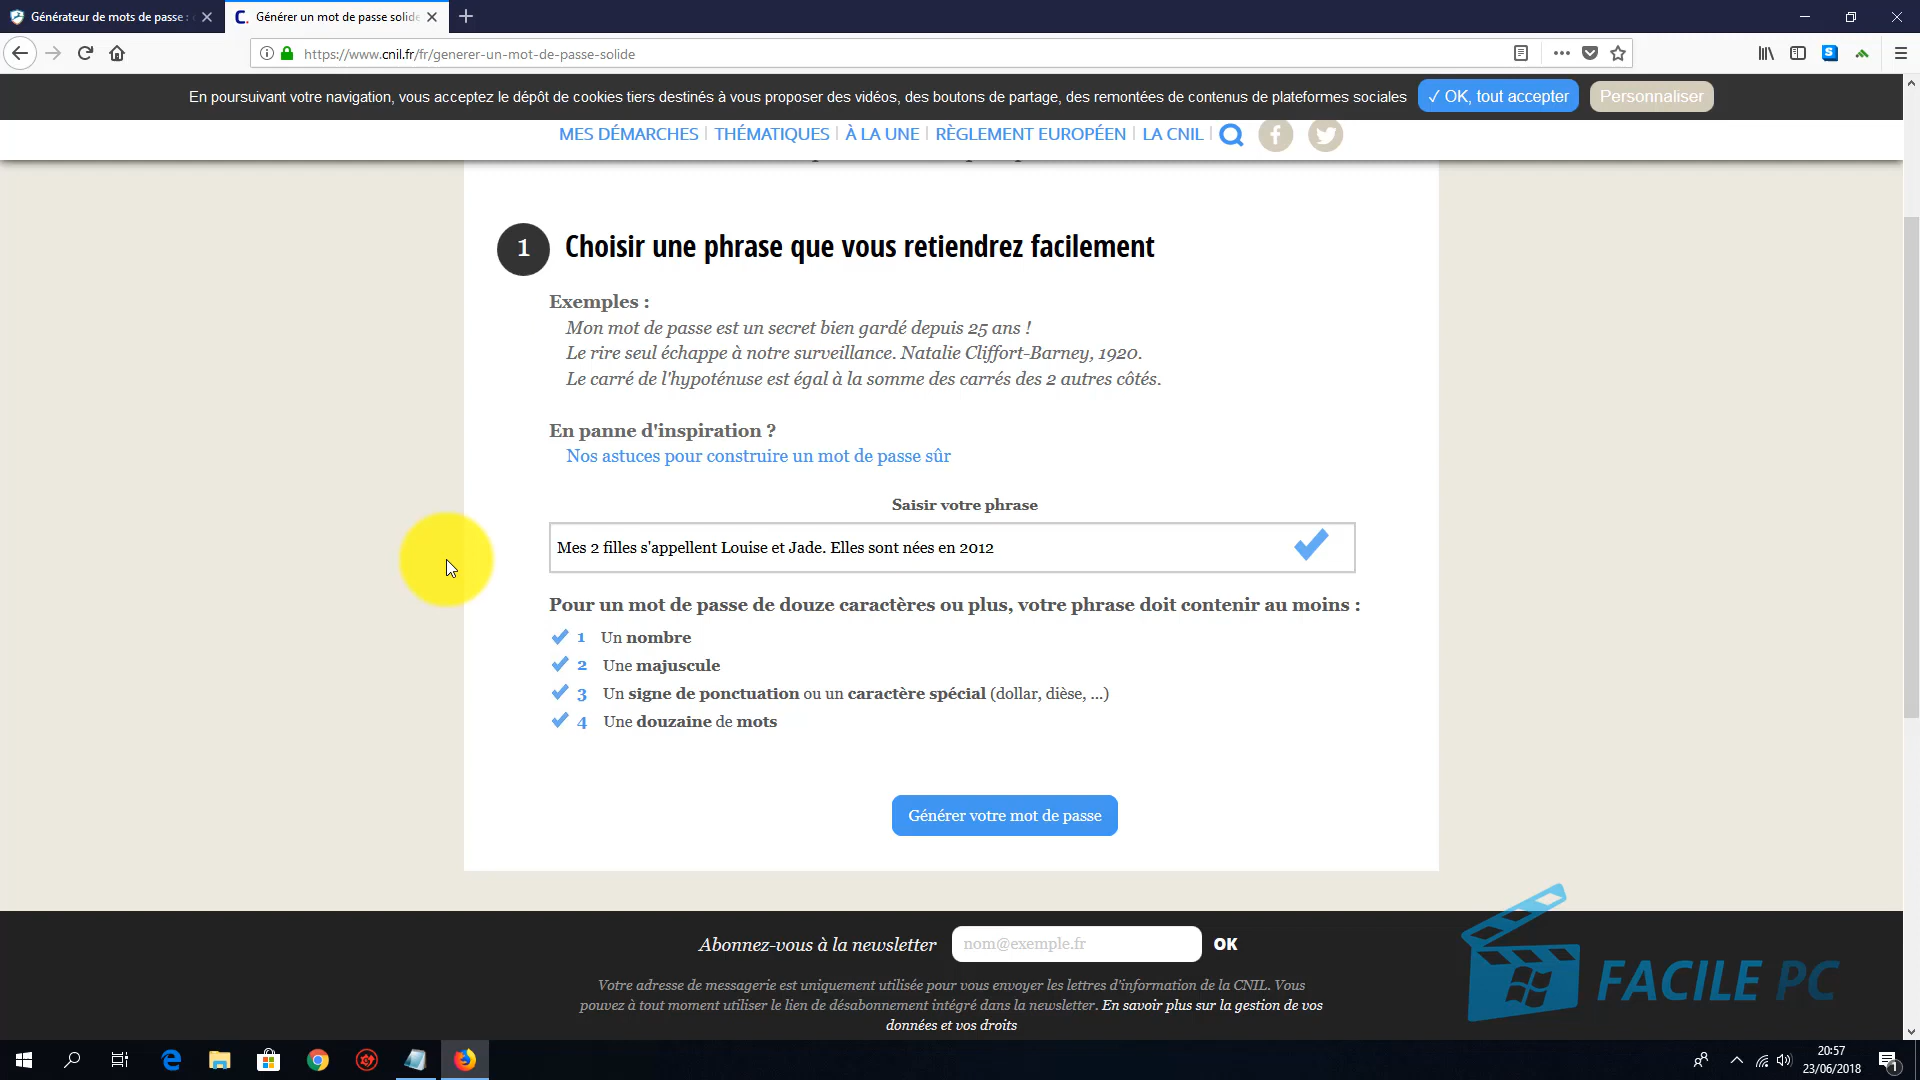 Générateur de mots de passe :
Générer un mot de passe solide
https://www.cnil.fr/fr/generer-un-mot-de-passe-solide
En poursuivant votre navigation, vous acceptez le dépôt de cookies tiers destinés à vous proposer des vidéos, des boutons de partage, des remontées de contenus de plateformes sociales
✓ OK, tout accepter
Personnaliser
MES DÉMARCHES
THÉMATIQUES
À LA UNE
RÈGLEMENT EUROPÉEN
LA CNIL
1
Choisir une phrase que vous retiendrez facilement
Exemples :
Mon mot de passe est un secret bien gardé depuis 25 ans !
Le rire seul échappe à notre surveillance. Natalie Cliffort-Barney, 1920.
Le carré de l'hypoténuse est égal à la somme des carrés des 2 autres côtés.
En panne d'inspiration ?
Nos astuces pour construire un mot de passe sûr
Saisir votre phrase
Mes 2 filles s'appellent Louise et Jade. Elles sont nées en 2012
Pour un mot de passe de douze caractères ou plus, votre phrase doit contenir au moins :
1 Un nombre
2 Une majuscule
3 Un signe de ponctuation ou un caractère spécial (dollar, dièse, ...)
4 Une douzaine de mots
Générer votre mot de passe
Abonnez-vous à la newsletter
nom@exemple.fr
OK
Votre adresse de messagerie est uniquement utilisée pour vous envoyer les lettres d'information de la CNIL. Vous
pouvez à tout moment utiliser le lien de désabonnement intégré dans la newsletter. En savoir plus sur la gestion de vos
données et vos droits
FACILE PC
20:57
23/06/2018
1